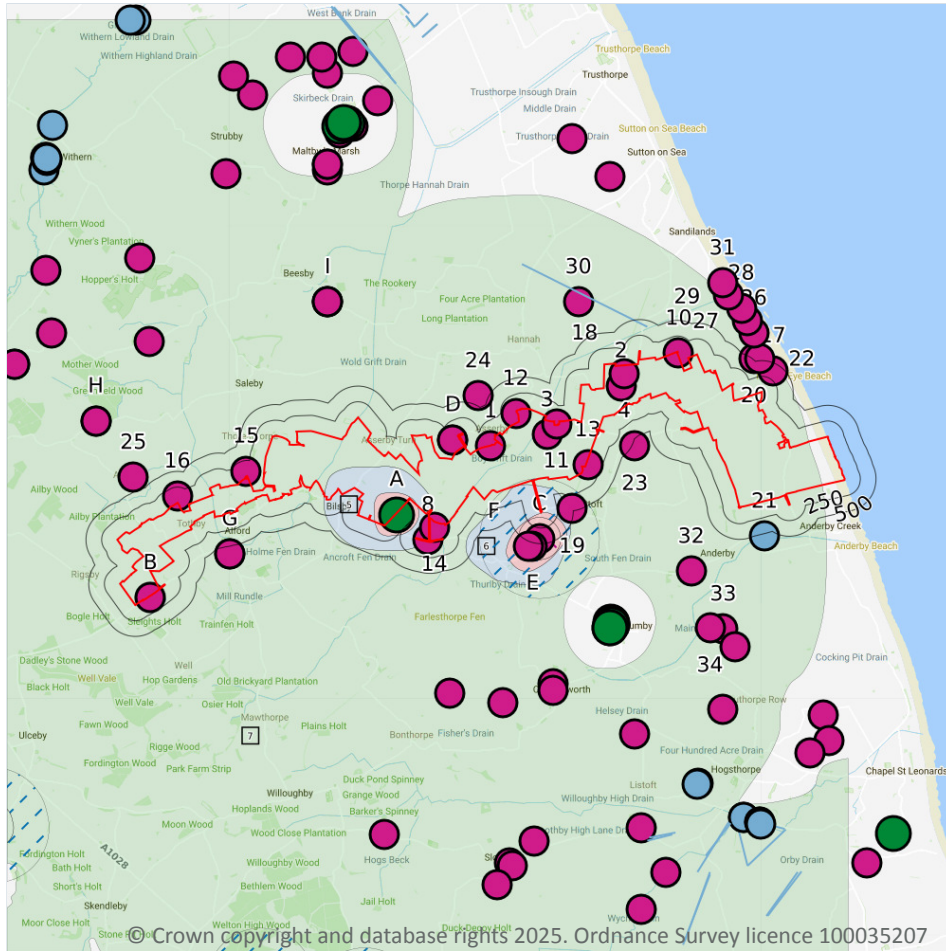 West Bank Drain
Withern Lowland Drain
Withern Highland Drain
Trusthorpe Beach
Trusthorpe
Skirbeck Drain
Trusthorpe Insough Drain
Middle Drain
Sutton on Sea Beach
Strubby
Sutton on Sea
Withern
Thorpe Hannah Drain
Withern Wood
Vyner's Plantation
Sandilands
31
Hopper's Holt
I
Beesby
30
28
The Rookery
Four Acre Plantation
29
Long Plantation
18
10
27
Hannah
Mother Wood
Wold Grift Drain
2
22
H
Saleby
24
12
20
D
1
3
4
25
16
15
Asserby Turn
13
11
Ailby Wood
A
23
5
8
C
21
250
500
Ailby Plantation
Tothby
G
F
Anderby Creek
Alford
6
19
Holme Fen Drain
Ancroft Fen Drain
South Fen Drain
32
Anderby
Anderby Beach
Rigsby
B
14
E
Thurlby Drain
Mill Rundle
33
Bogle Holt
Sleights Holt
Trainfen Holt
Farlesthorpe Fen
34
Dadley's Stone Wood
Well
Cocking Pit Drain
Black Holt
Well Vale
Hop Gardens
Old Brickyard Plantation
Well Vale
Osier Holt
Fawn Wood
Mawthorpe
Plains Holt
Helsey Drain
Ulceby
Rigge Wood
7
Bonthorpe
Fisher's Drain
Fordington Wood
Park Farm Strip
Four Hundred Acre Drain
Hogsthorpe
Chapel St Leonards
Duck Pond Spinney
Listoft
Willoughby
Grange Wood
Willoughby High Drain
Hoplands Wood
Barker's Spinney
Moon Wood
Wood Close Plantation
A1028
Fordington Holt
Hogs Beck
Orby Drain
Bath Holt
Willoughby Wood
Short's Holt
Bethlem Wood
Skendleby
Jail Holt
Moor Close Holt
Welton High Wood
Duck Decoy Holt
© Crown copyright and database rights 2025. Ordnance Survey licence 100035207